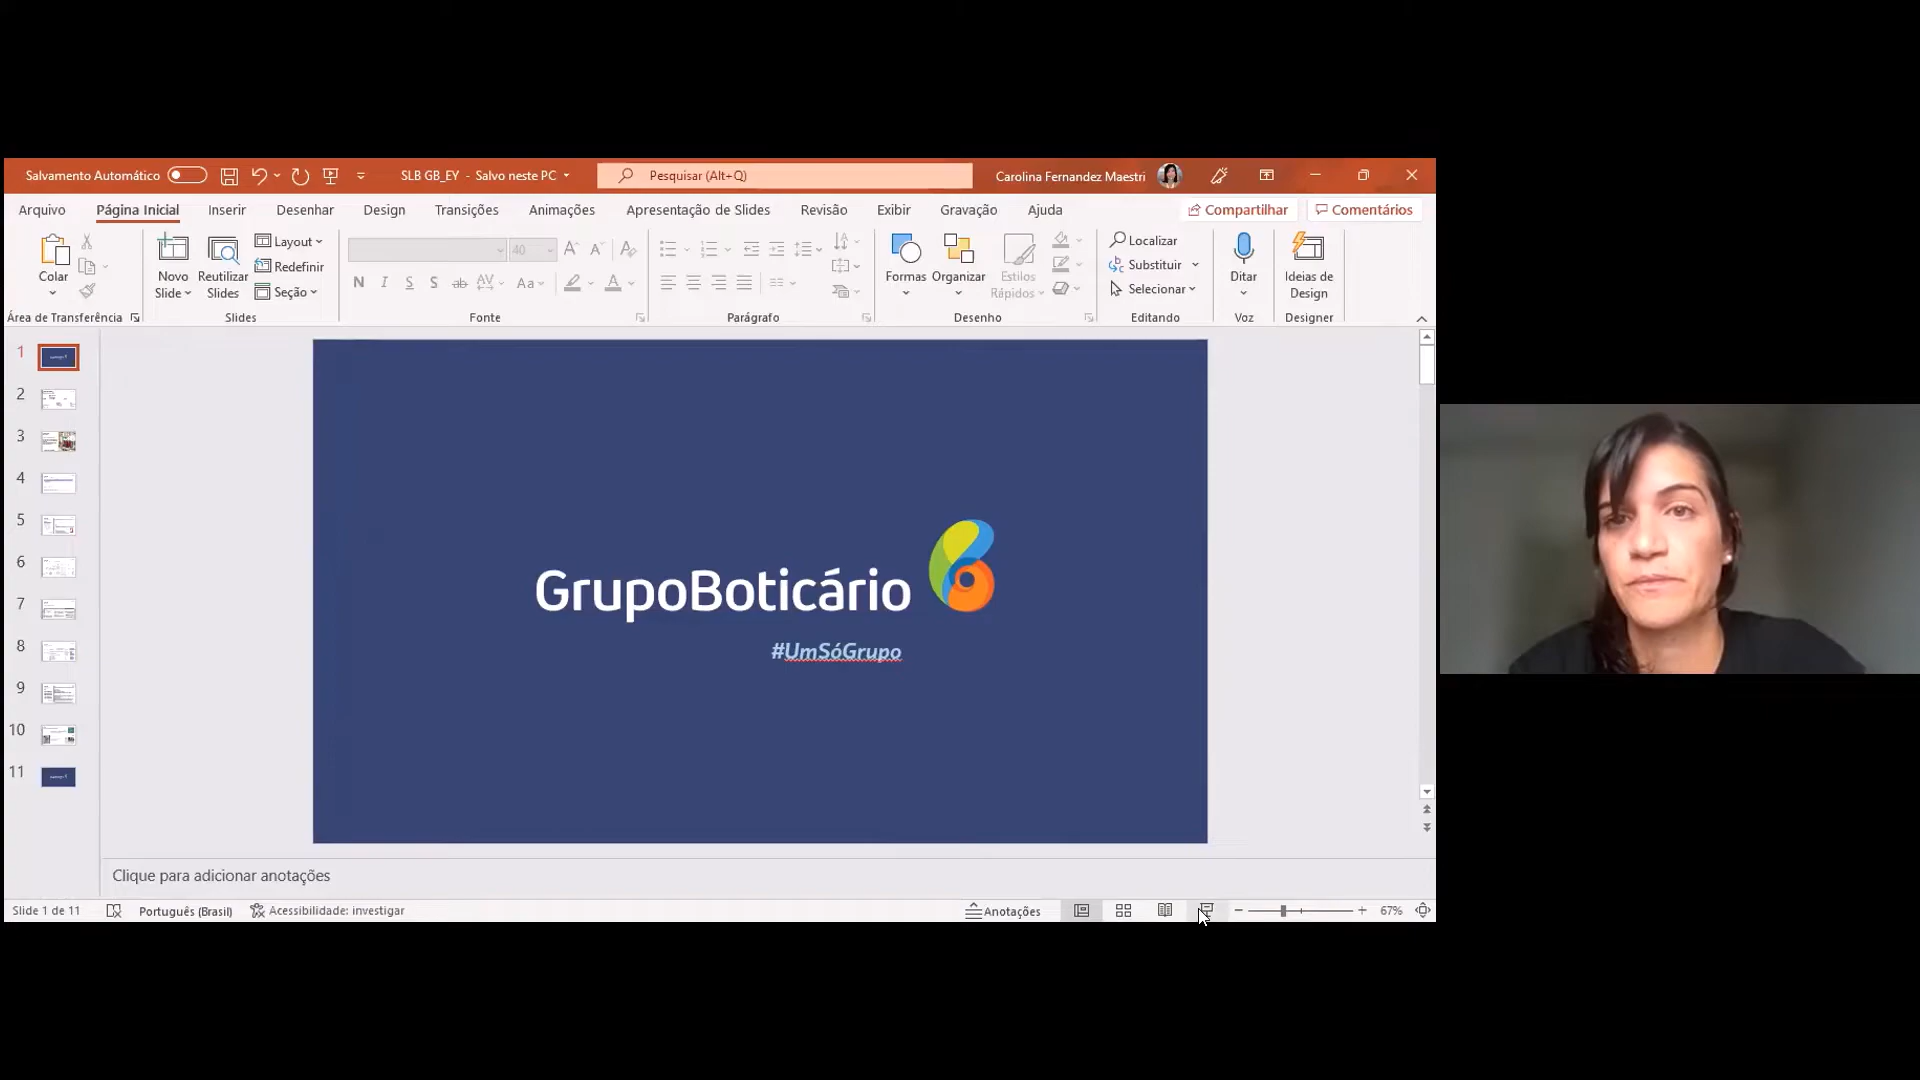 Salvamento Automático
SLB GB_EY - Salvo neste PC
Pesquisar (Alt+Q)
Carolina Fernandez Maestri
Arquivo
Página Inicial
Inserir
Desenhar
Design
Transições
Animações
Apresentação de Slides
Revisão
Exibir
Gravação
Ajuda
Compartilhar
Comentários
Colar
Novo
Slide
Reutilizar
Slides
Layout
Redefinir
Seção
40
N I S S ab AV Aa A
Formas
Organizar
Estilos
Rápidos
Localizar
Substituir
Selecionar
Ditar
Ideias de
Design
Área de Transferência
Slides
Fonte
Parágrafo
Desenho
Editando
Voz
Designer
1
2
3
4
5
6
7
8
9
10
11
GrupoBoticário
#UmSóGrupo
Clique para adicionar anotações
Slide 1 de 11
Português (Brasil)
Acessibilidade: investigar
Anotações
67%